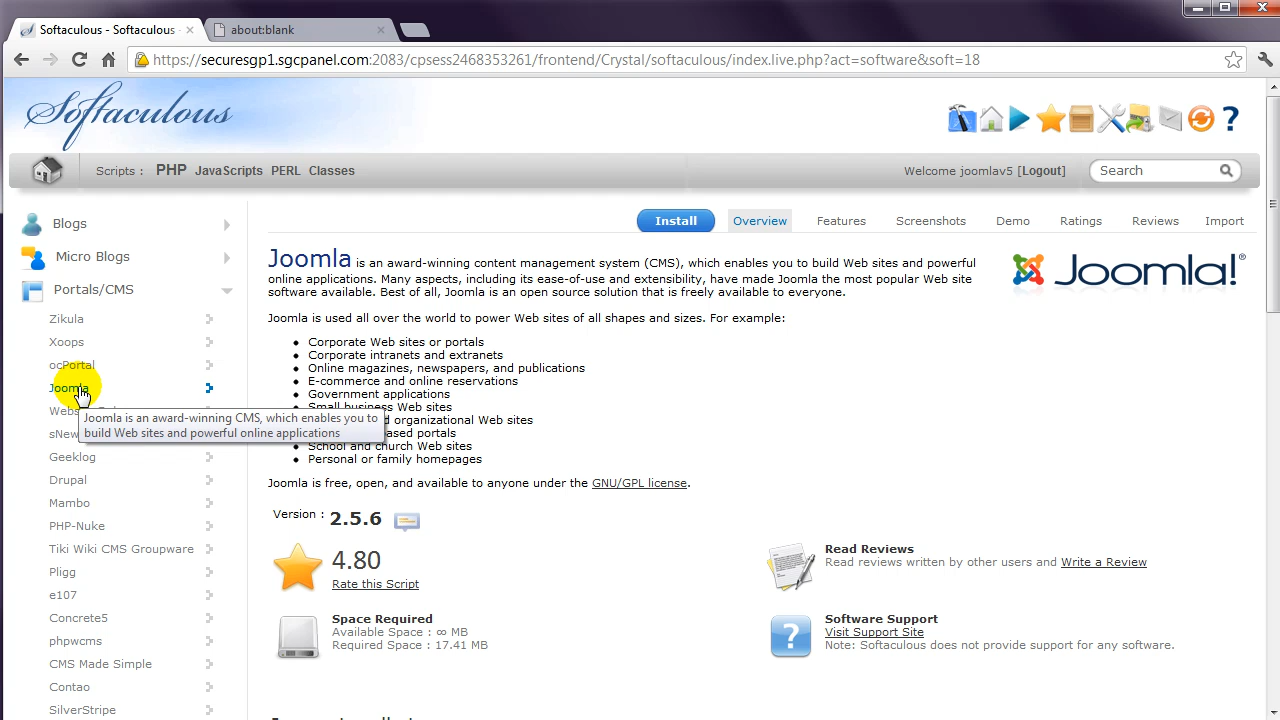 Softaculous - Softaculous -
about:blank
https://securesgp1.sgcpanel.com:2083/cpsess2468353261/frontend/Crystal/softaculous/index.live.php?act=software&soft=18
Softaculous
Scripts : PHP JavaScripts PERL Classes
Welcome joomlav5 [Logout]
Search
Blogs
Micro Blogs
Portals/CMS
Zikula
Xoops
ocPortal
Joomla
Joomla is an award-winning CMS, which enables you to
build Web sites and powerful online applications
Geeklog
Drupal
Mambo
PHP-Nuke
Tiki Wiki CMS Groupware
Pligg
e107
Concrete5
phpwcms
CMS Made Simple
Contao
SilverStripe
Install Overview Features Screenshots Demo Ratings Reviews Import
Joomla is an award-winning content management system (CMS), which enables you to build Web sites and powerful
online applications. Many aspects, including its ease-of-use and extensibility, have made Joomla the most popular Web site
software available. Best of all, Joomla is an open source solution that is freely available to everyone.
Joomla!®
Joomla is used all over the world to power Web sites of all shapes and sizes. For example:
Corporate Web sites or portals
Corporate intranets and extranets
Online magazines, newspapers, and publications
E-commerce and online reservations
Government applications
Small business Web sites
organizational Web sites
portals
School and church Web sites
Personal or family homepages
Joomla is free, open, and available to anyone under the GNU/GPL license.
Version : 2.5.6
4.80
Rate this Script
Read Reviews
Read reviews written by other users and Write a Review
Space Required
Available Space : ∞ MB
Required Space : 17.41 MB
Software Support
Visit Support Site
Note: Softaculous does not provide support for any software.